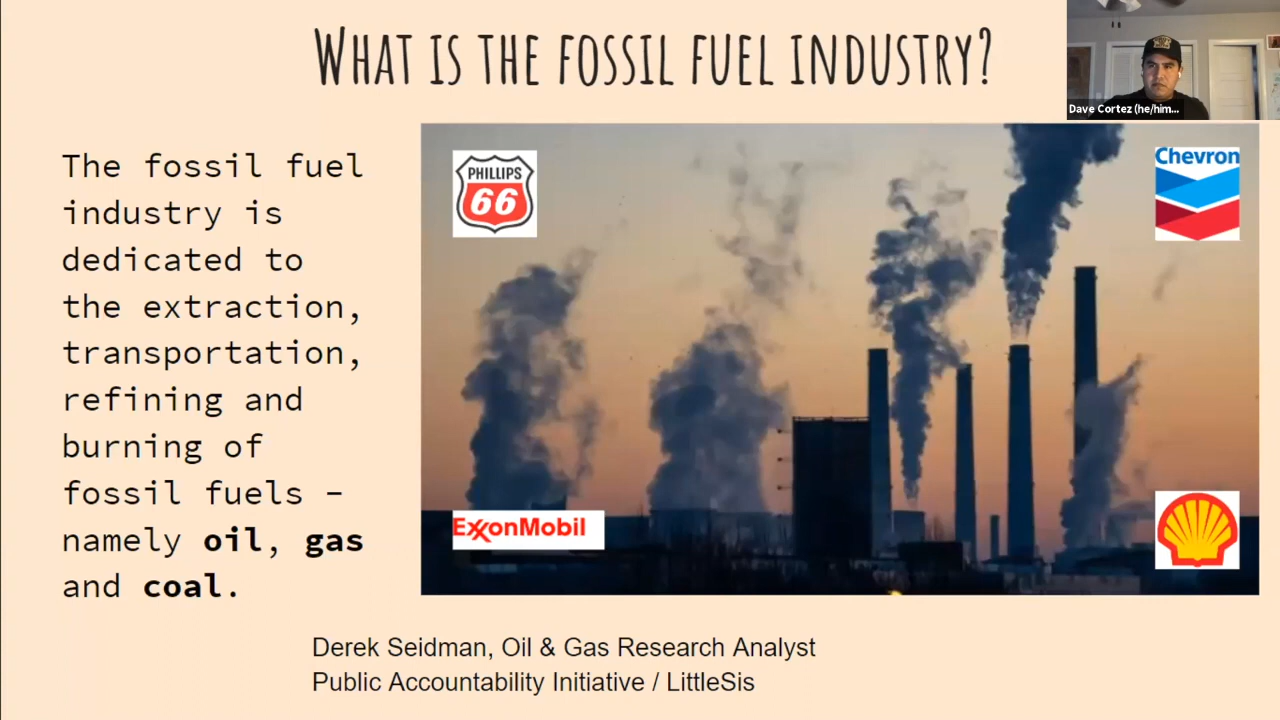 WHAT IS THE FOSSIL FUEL INDUSTRY?
Dave Cortez (he/him...
The fossil fuel
industry is
dedicated to
the extraction,
transportation,
refining and
burning of
fossil fuels –
namely oil, gas
and coal.
PHILLIPS
66
Chevron
ExxonMobil
Derek Seidman, Oil & Gas Research Analyst
Public Accountability Initiative / LittleSis